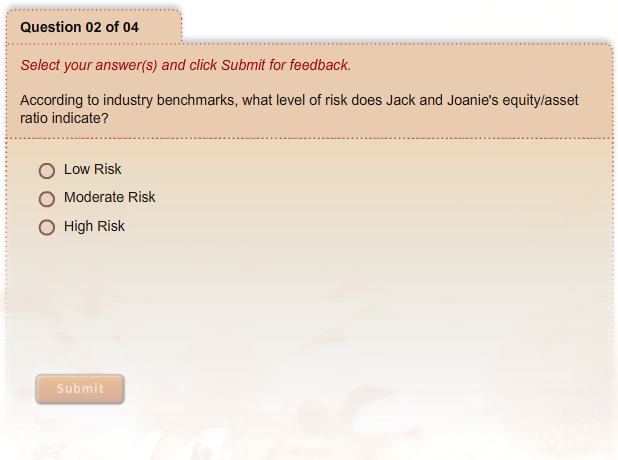 Question 02 of 04
Select your answer(s) and click Submit for feedback.
According to industry benchmarks, what level of risk does Jack and Joanie's equity/asset
ratio indicate?
Low Risk
Moderate Risk
High Risk
Submit